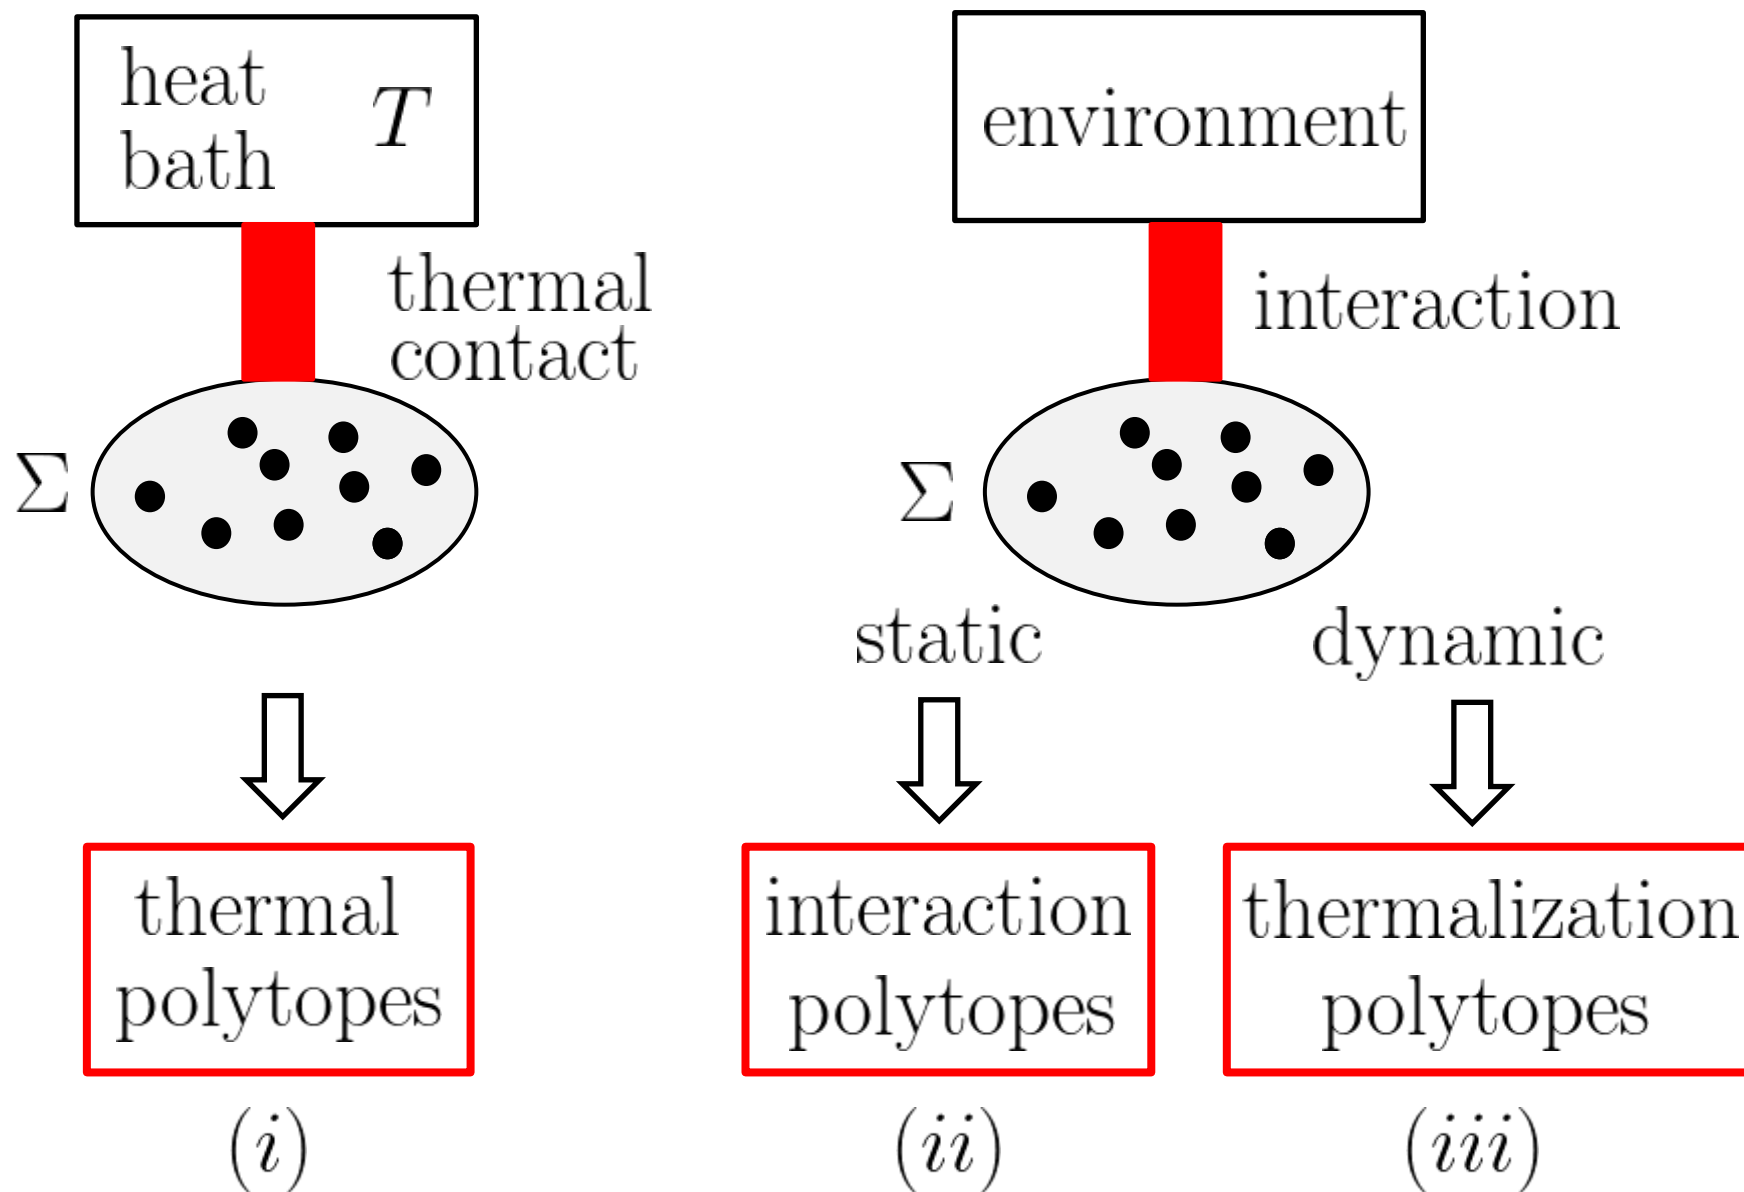 heat
bath
T
thermal
contact
Σ
thermal
polytopes
(i)
environment
interaction
Σ
static
dynamic
interaction
polytopes
thermalization
polytopes
(ii)
(iii)